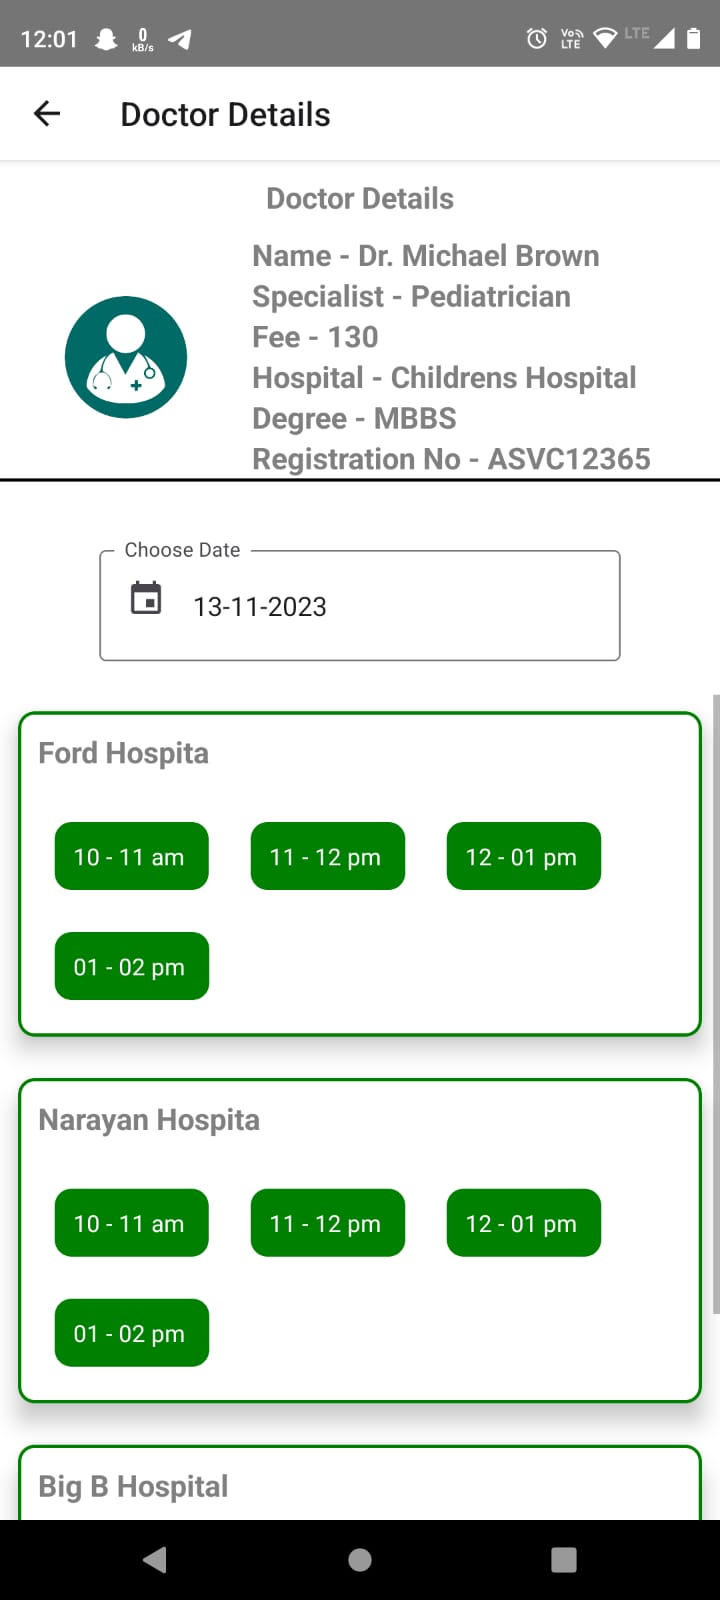 12:01 0 kB/s VoLTE LTE
Doctor Details
Doctor Details
Name - Dr. Michael Brown
Specialist - Pediatrician
Fee - 130
Hospital - Childrens Hospital
Degree - MBBS
Registration No - ASVC12365
Choose Date
13-11-2023
Ford Hospita
10 - 11 am 11 - 12 pm 12 - 01 pm
01 - 02 pm
Narayan Hospita
10 - 11 am 11 - 12 pm 12 - 01 pm
01 - 02 pm
Big B Hospital